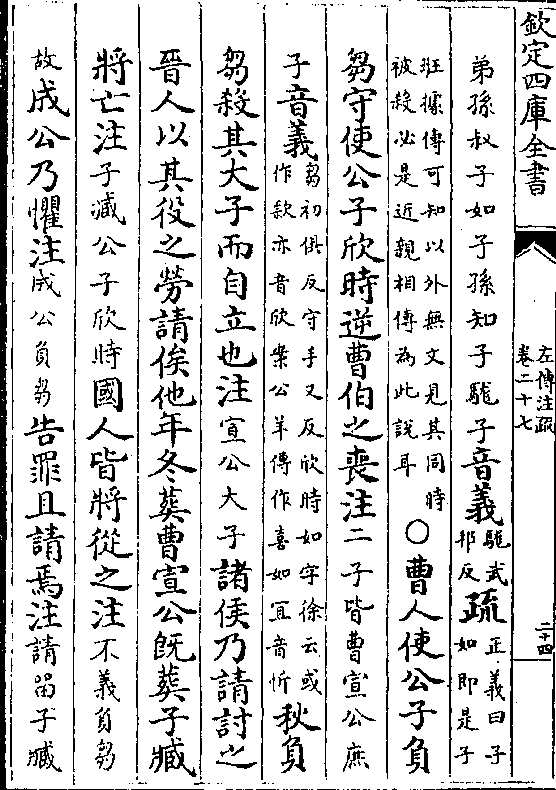 欽定四庫全書
左傳注疏
卷二十七
二十四
弟孫叔子如子孫知子駹子音義駹武邦反疏正義曰子如即是子
班據傳可知以外無文見其同時被殺必是近親相傳為此說耳○曹人使公子負
芻守使公子欣時逆曹伯之喪注二子皆曹宣公庶
子音義芻初俱反守手又反欣時如字徐云或作款亦音欣案公羊傳作喜如宜音忻秋負
芻殺其大子而自立也注宣公大子諸侯乃請討之
晉人以其役之勞請俟他年冬葬曹宣公既葬子臧
將亡注子臧公子欣時國人皆將從之注不義負芻
故成公乃懼注成公負芻告罪且請焉注請留子臧